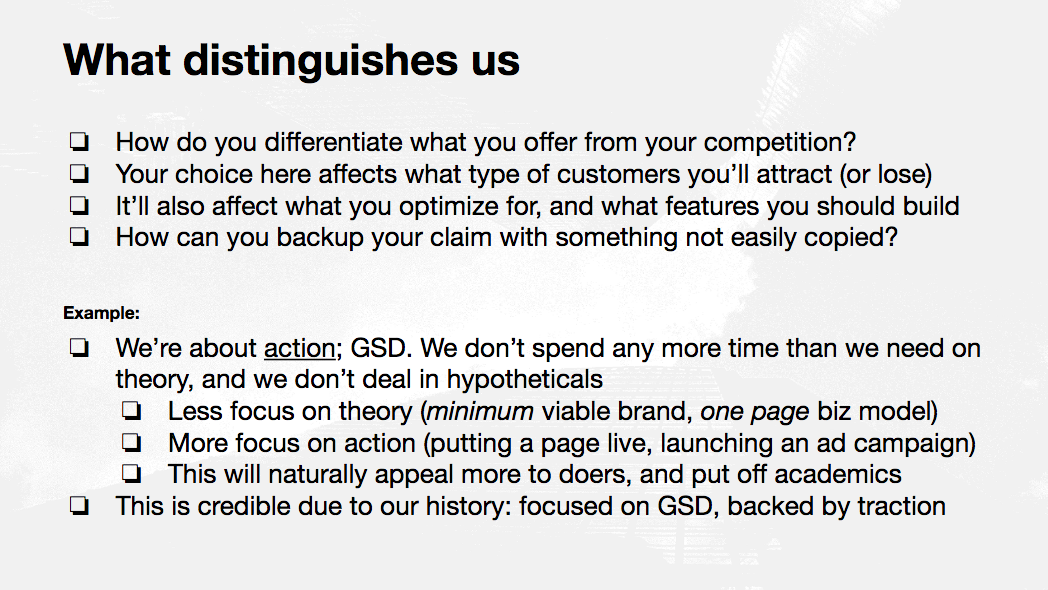 What distinguishes us
❏ How do you differentiate what you offer from your competition?
❏ Your choice here affects what type of customers you’ll attract (or lose)
❏ It’ll also affect what you optimize for, and what features you should build
❏ How can you backup your claim with something not easily copied?
Example:
❏ We’re about action; GSD. We don’t spend any more time than we need on
theory, and we don’t deal in hypotheticals
❏ Less focus on theory (minimum viable brand, one page biz model)
❏ More focus on action (putting a page live, launching an ad campaign)
❏ This will naturally appeal more to doers, and put off academics
❏ This is credible due to our history: focused on GSD, backed by traction